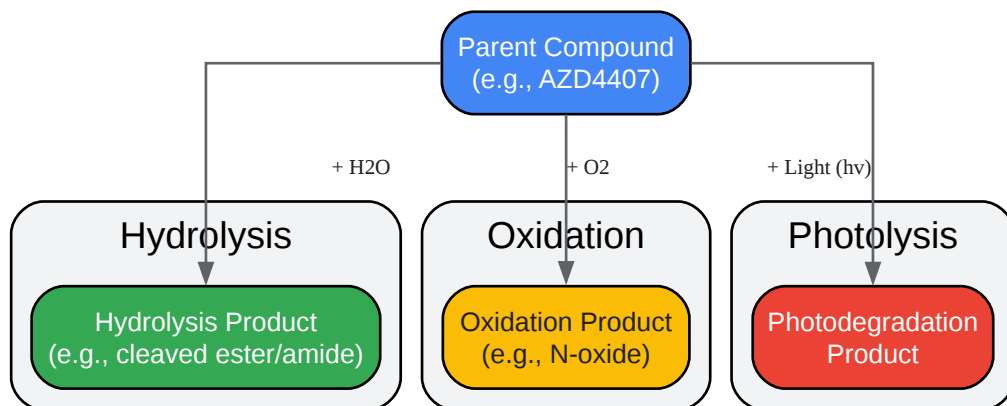 Parent Compound
(e.g., AZD4407)
+ H2O
+ O2
+ Light (hv)
Hydrolysis
Oxidation
Photolysis
Hydrolysis Product
(e.g., cleaved ester/amide)
Oxidation Product
(e.g., N-oxide)
Photodegradation
Product